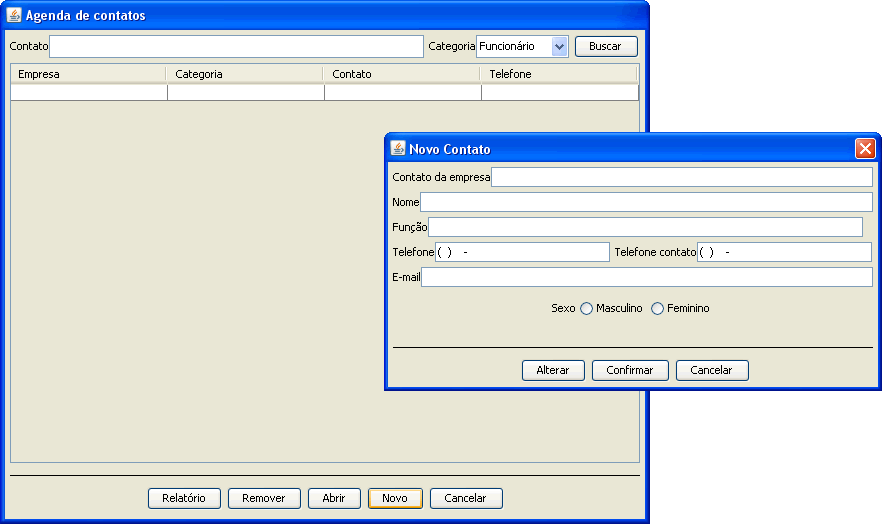 Agenda de contatos
Contato Categoria Funcionário Buscar
Empresa Categoria Contato Telefone
Novo Contato
Contato da empresa
Nome
Função
Telefone ( ) - Telefone contato ( ) -
E-mail
Sexo Masculino Feminino
Alterar Confirmar Cancelar
Relatório Remover Abrir Novo Cancelar